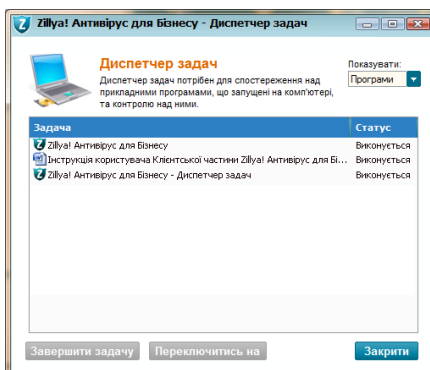 Zillya! Антивірус для Бізнесу - Диспетчер задач
Диспетчер задач
Показувати:
Диспетчер задач потрібен для спостереження над
прикладними програмами, що запущені на комп'ютері,
та контролю над ними.
Програми
Задача Статус
Zillya! Антивірус для Бізнесу Виконується
Інструкція користувача Клієнтської частини Zillya! Антивірус для Бі... Виконується
Zillya! Антивірус для Бізнесу - Диспетчер задач Виконується
Завершити задачу Переключитись на Закрити